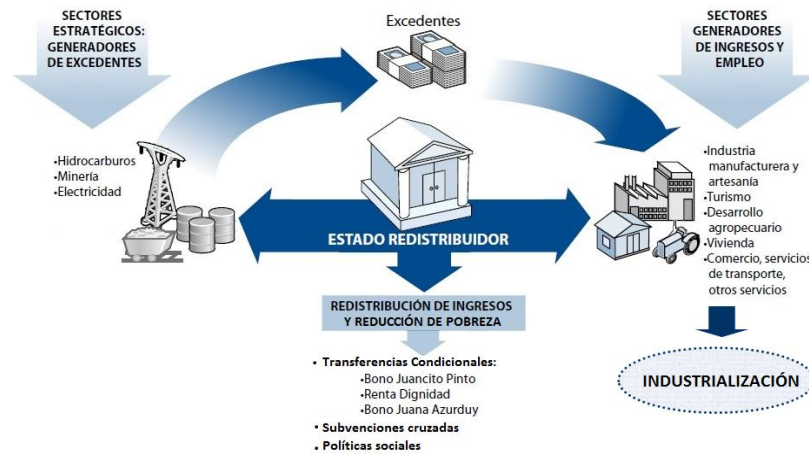 SECTORES
ESTRATÉGICOS:
GENERADORES
DE EXCEDENTES
Excedentes
SECTORES
GENERADORES
DE INGRESOS Y
EMPLEO
•Hidrocarburos
•Minería
•Electricidad
•Industria
manufacturera y
artesanía
•Turismo
•Desarrollo
agropecuario
•Vivienda
•Comercio, servicios
de transporte,
otros servicios
ESTADO REDISTRIBUIDOR
REDISTRIBUCIÓN DE INGRESOS
Y REDUCCIÓN DE POBREZA
• Transferencias Condicionales:
•Bono Juancito Pinto
•Renta Dignidad
•Bono Juana Azurduy
• Subvenciones cruzadas
• Políticas sociales
INDUSTRIALIZACIÓN